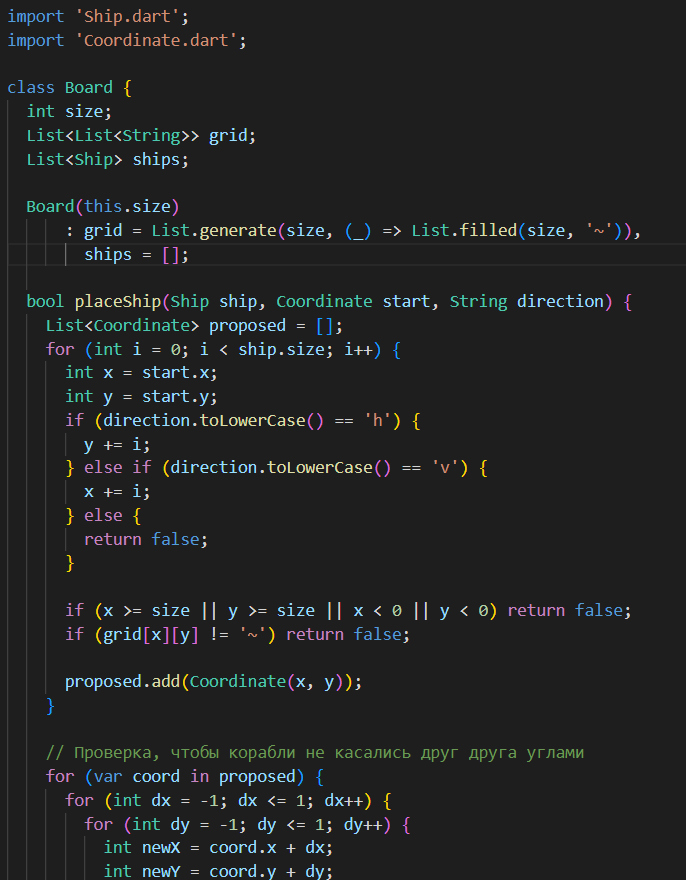 import 'Ship.dart';
import 'Coordinate.dart';

class Board {
  int size;
  List<List<String>> grid;
  List<Ship> ships;

  Board(this.size)
      : grid = List.generate(size, (_) => List.filled(size, '~')),
        ships = [];

  bool placeShip(Ship ship, Coordinate start, String direction) {
    List<Coordinate> proposed = [];
    for (int i = 0; i < ship.size; i++) {
      int x = start.x;
      int y = start.y;
      if (direction.toLowerCase() == 'h') {
        y += i;
      } else if (direction.toLowerCase() == 'v') {
        x += i;
      } else {
        return false;
      }

      if (x >= size || y >= size || x < 0 || y < 0) return false;
      if (grid[x][y] != '~') return false;

      proposed.add(Coordinate(x, y));
    }

    // Проверка, чтобы корабли не касались друг друга углами
    for (var coord in proposed) {
      for (int dx = -1; dx <= 1; dx++) {
        for (int dy = -1; dy <= 1; dy++) {
          int newX = coord.x + dx;
          int newY = coord.y + dy;